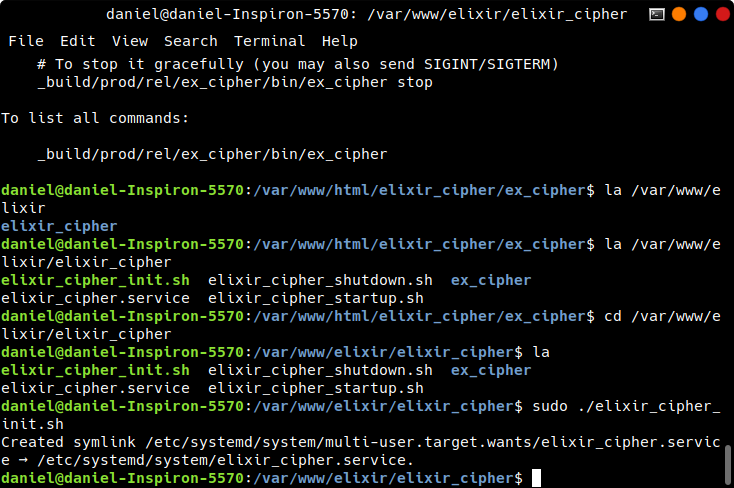 daniel@daniel-Inspiron-5570: /var/www/elixir/elixir_cipher
File Edit View Search Terminal Help
    # To stop it gracefully (you may also send SIGINT/SIGTERM)
    _build/prod/rel/ex_cipher/bin/ex_cipher stop
To list all commands:
    _build/prod/rel/ex_cipher/bin/ex_cipher
daniel@daniel-Inspiron-5570:/var/www/html/elixir_cipher/ex_cipher$ la /var/www/e
lixir
elixir_cipher
daniel@daniel-Inspiron-5570:/var/www/html/elixir_cipher/ex_cipher$ la /var/www/e
lixir/elixir_cipher
elixir_cipher_init.sh  elixir_cipher_shutdown.sh  ex_cipher
elixir_cipher.service  elixir_cipher_startup.sh
daniel@daniel-Inspiron-5570:/var/www/html/elixir_cipher/ex_cipher$ cd /var/www/e
lixir/elixir_cipher
daniel@daniel-Inspiron-5570:/var/www/elixir/elixir_cipher$ la
elixir_cipher_init.sh  elixir_cipher_shutdown.sh  ex_cipher
elixir_cipher.service  elixir_cipher_startup.sh
daniel@daniel-Inspiron-5570:/var/www/elixir/elixir_cipher$ sudo ./elixir_cipher_
init.sh
Created symlink /etc/systemd/system/multi-user.target.wants/elixir_cipher.servic
e → /etc/systemd/system/elixir_cipher.service.
daniel@daniel-Inspiron-5570:/var/www/elixir/elixir_cipher$